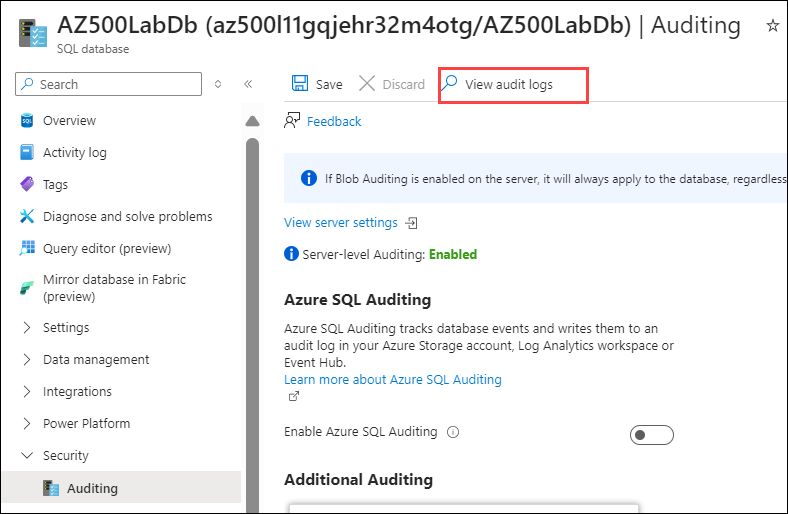 AZ500LabDb (az500l11gqjehr32m4otg/AZ500LabDb) | Auditing
SQL database
Search
Overview
Activity log
Tags
Diagnose and solve problems
Query editor (preview)
Mirror database in Fabric
(preview)
Settings
Data management
Integrations
Power Platform
Security
Auditing
Save
Discard
View audit logs
Feedback
If Blob Auditing is enabled on the server, it will always apply to the database, regardless
View server settings
Server-level Auditing: Enabled
Azure SQL Auditing
Azure SQL Auditing tracks database events and writes them to an
audit log in your Azure Storage account, Log Analytics workspace or
Event Hub.
Learn more about Azure SQL Auditing
Enable Azure SQL Auditing
Additional Auditing